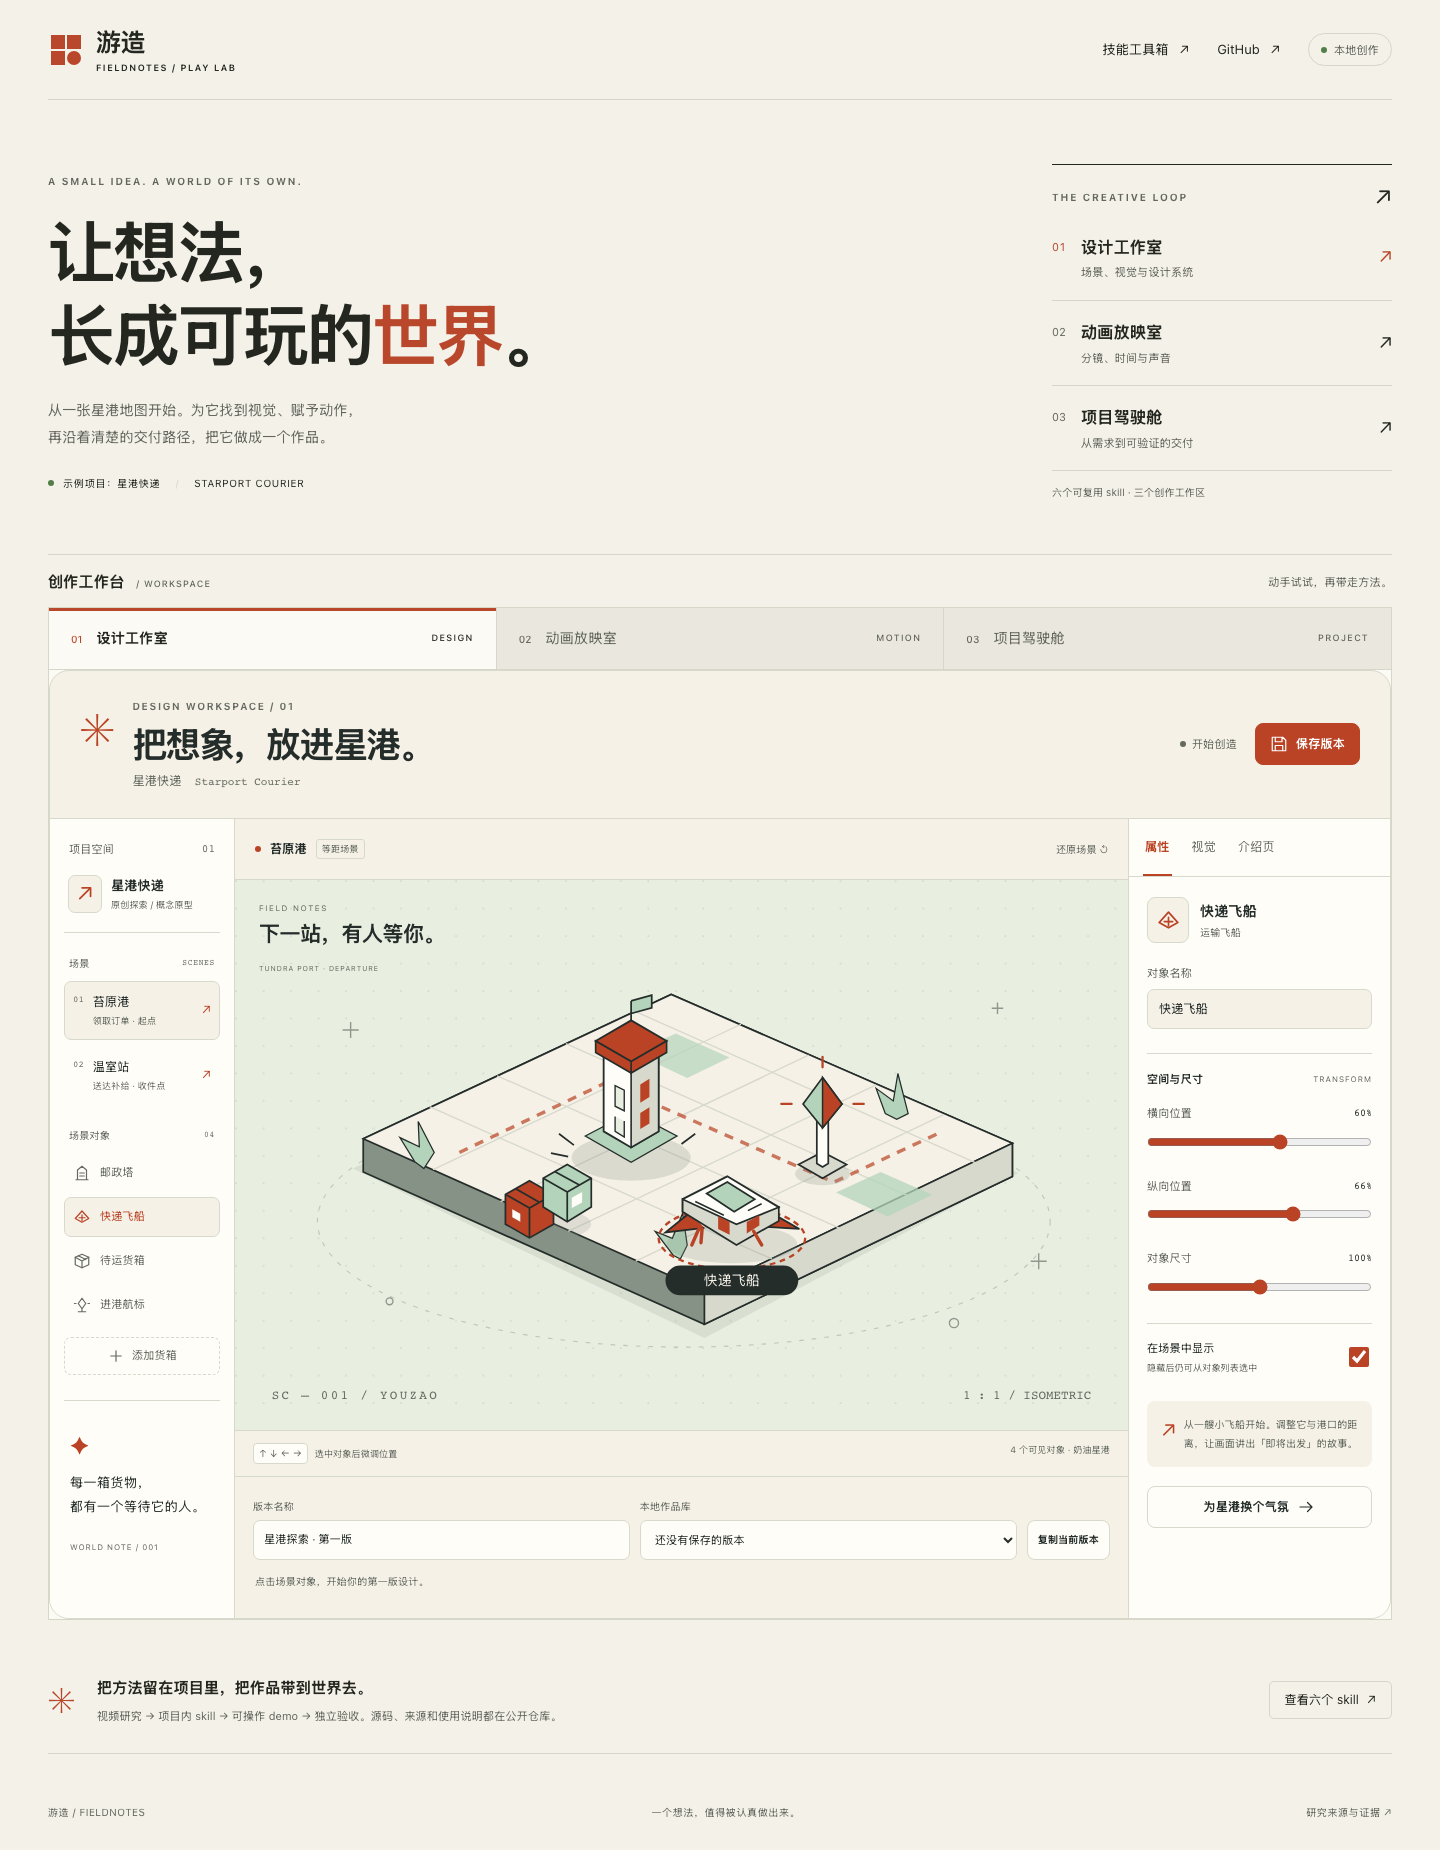 游造
FIELDNOTES / PLAY LAB
技能工具箱 ↗
GitHub ↗
本地创作
A SMALL IDEA. A WORLD OF ITS OWN.
让想法，
长成可玩的世界。
从一张星港地图开始。为它找到视觉、赋予动作，
再沿着清楚的交付路径，把它做成一个作品。
示例项目：星港快递 / STARPORT COURIER
THE CREATIVE LOOP ↗
01 设计工作室 ↗
场景、视觉与设计系统
02 动画放映室 ↗
分镜、时间与声音
03 项目驾驶舱 ↗
从需求到可验证的交付
六个可复用 skill · 三个创作工作区
创作工作台 / WORKSPACE
动手试试，再带走方法。
01 设计工作室 DESIGN
02 动画放映室 MOTION
03 项目驾驶舱 PROJECT
DESIGN WORKSPACE / 01
把想象，放进星港。
星港快递 Starport Courier
开始创造
保存版本
项目空间 01
星港快递
原创探索 / 概念原型
场景 SCENES
01 苔原港 ↗
领取订单 · 起点
02 温室站 ↗
送达补给 · 收件点
场景对象 04
邮政塔
快递飞船
待运货箱
进港航标
添加货箱
每一箱货物，
都有一个等待它的人。
WORLD NOTE / 001
苔原港 等距场景
还原场景 ↺
FIELD NOTES
下一站，有人等你。
TUNDRA PORT · DEPARTURE
快递飞船
SC — 001 / YOUZAO
1 : 1 / ISOMETRIC
↑ ↓ ← → 选中对象后微调位置
4 个可见对象 · 奶油星港
版本名称
星港探索 · 第一版
本地作品库
还没有保存的版本
复制当前版本
点击场景对象，开始你的第一版设计。
属性 视觉 介绍页
快递飞船
运输飞船
对象名称
快递飞船
空间与尺寸 TRANSFORM
横向位置 60%
纵向位置 66%
对象尺寸 100%
在场景中显示
隐藏后仍可从对象列表选中
从一艘小飞船开始。调整它与港口的距
离，让画面讲出「即将出发」的故事。
为星港换个气氛 →
把方法留在项目里，把作品带到世界去。
视频研究 → 项目内 skill → 可操作 demo → 独立验收。源码、来源和使用说明都在公开仓库。
查看六个 skill ↗
游造 / FIELDNOTES
一个想法，值得被认真做出来。
研究来源与证据 ↗